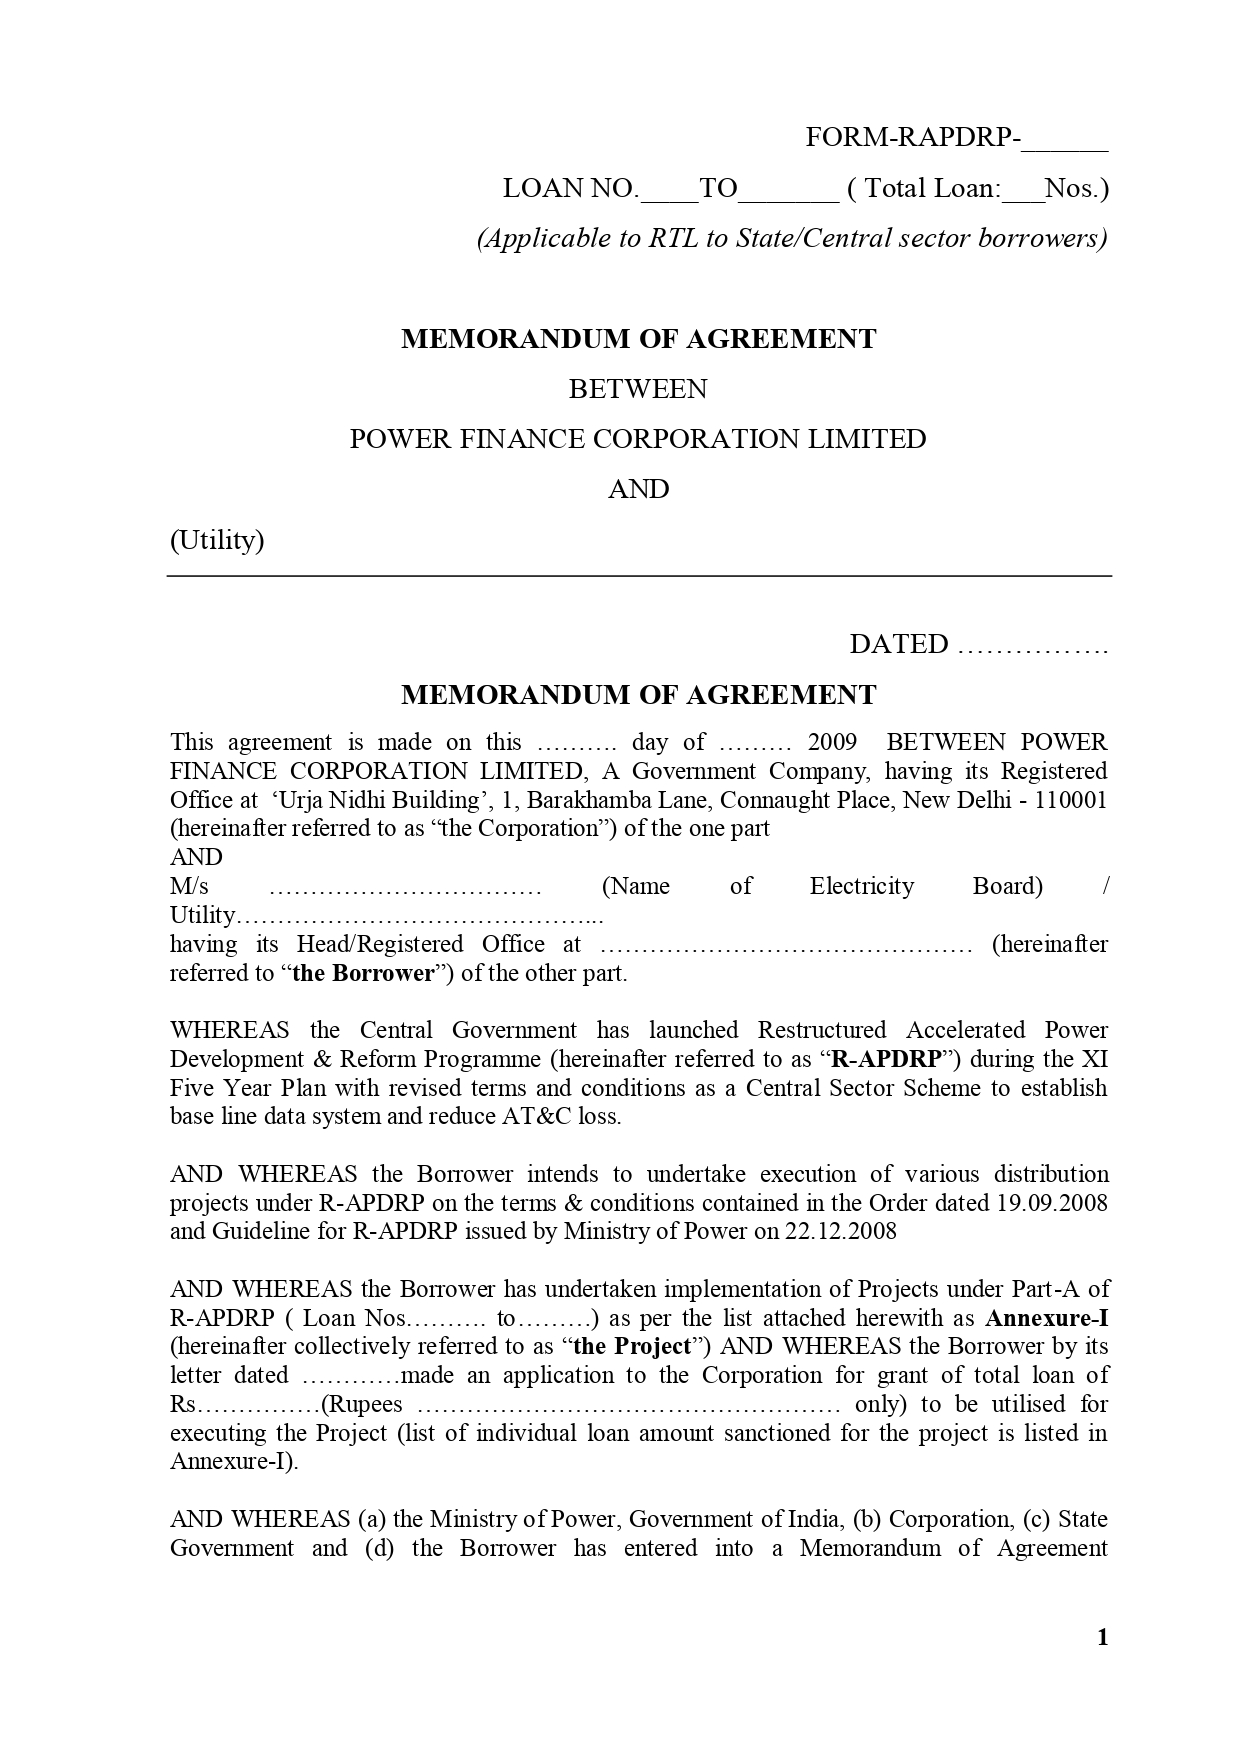 FORM-RAPDRP-______
LOAN NO.____TO_______ ( Total Loan:___Nos.)
(Applicable to RTL to State/Central sector borrowers)
MEMORANDUM OF AGREEMENT
BETWEEN
POWER FINANCE CORPORATION LIMITED
AND
(Utility)
DATED …………….
MEMORANDUM OF AGREEMENT
This agreement is made on this ………. day of ……… 2009 BETWEEN POWER
FINANCE CORPORATION LIMITED, A Government Company, having its Registered
Office at ‘Urja Nidhi Building’, 1, Barakhamba Lane, Connaught Place, New Delhi - 110001
(hereinafter referred to as “the Corporation”) of the one part
AND
M/s …………………………… (Name of Electricity Board) /
Utility……………………………………...
having its Head/Registered Office at ……………………………………… (hereinafter
referred to “the Borrower”) of the other part.
WHEREAS the Central Government has launched Restructured Accelerated Power
Development & Reform Programme (hereinafter referred to as “R-APDRP”) during the XI
Five Year Plan with revised terms and conditions as a Central Sector Scheme to establish
base line data system and reduce AT&C loss.
AND WHEREAS the Borrower intends to undertake execution of various distribution
projects under R-APDRP on the terms & conditions contained in the Order dated 19.09.2008
and Guideline for R-APDRP issued by Ministry of Power on 22.12.2008
AND WHEREAS the Borrower has undertaken implementation of Projects under Part-A of
R-APDRP ( Loan Nos………. to………) as per the list attached herewith as Annexure-I
(hereinafter collectively referred to as “the Project”) AND WHEREAS the Borrower by its
letter dated …………made an application to the Corporation for grant of total loan of
Rs……………(Rupees …………………………………………… only) to be utilised for
executing the Project (list of individual loan amount sanctioned for the project is listed in
Annexure-I).
AND WHEREAS (a) the Ministry of Power, Government of India, (b) Corporation, (c) State
Government and (d) the Borrower has entered into a Memorandum of Agreement
1